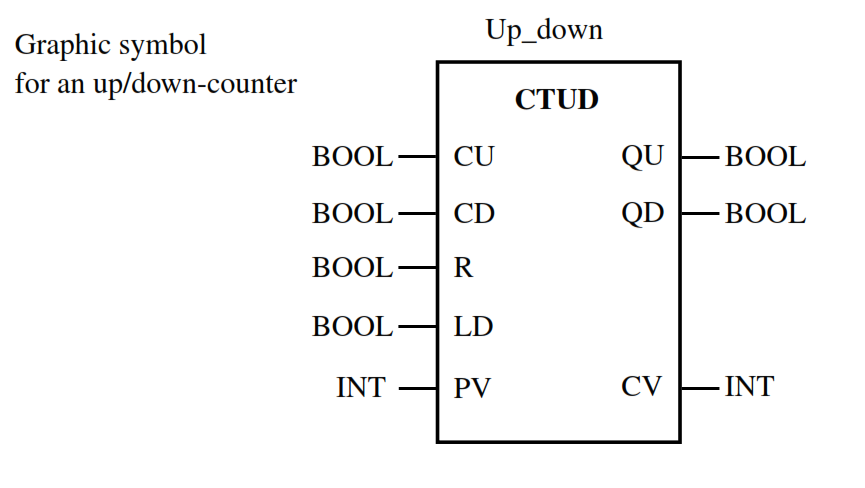 Graphic symbol
for an up/down-counter
Up_down
CTUD
BOOL CU QU BOOL
BOOL CD QD BOOL
BOOL R
BOOL LD
INT PV CV INT